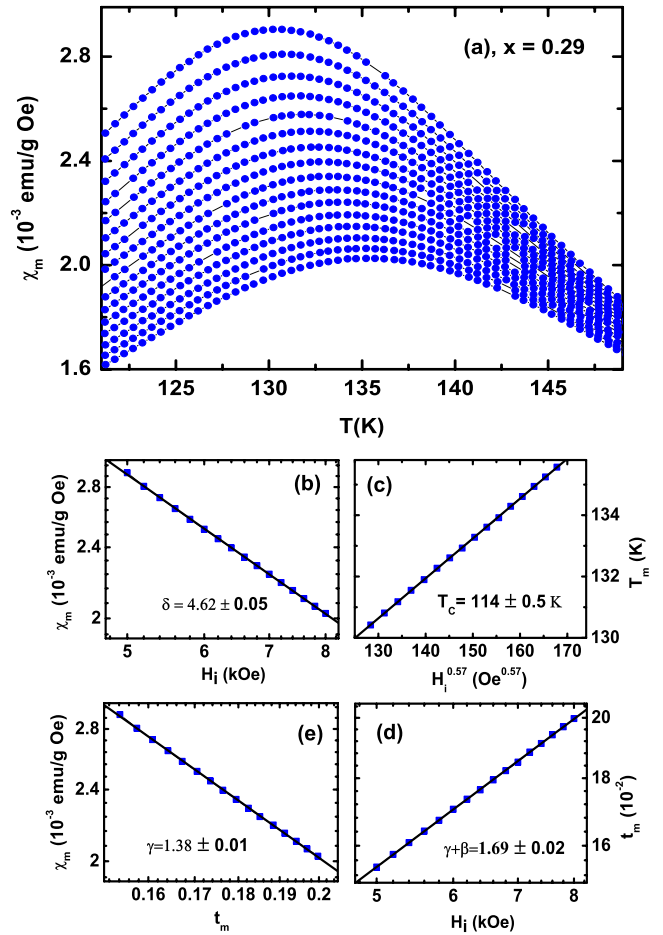 (a), x = 0.29
2.8
2.4
2.0
1.6
χm (10-3 emu/g Oe)
125 130 135 140 145
T(K)
(b)
2.8
2.4
2
χm (10-3 emu/g Oe)
δ = 4.62 ± 0.05
5 6 7 8
Hi (kOe)
(c)
134
132
130
Tm (K)
TC= 114 ± 0.5 K
130 140 150 160 170
Hi0.57 (Oe0.57)
(e)
2.8
2.4
2
χm (10-3 emu/g Oe)
γ=1.38 ± 0.01
0.16 0.18 0.19 0.2
tm
(d)
20
18
16
tm (10-2)
γ+β=1.69 ± 0.02
5 6 7 8
Hi (kOe)